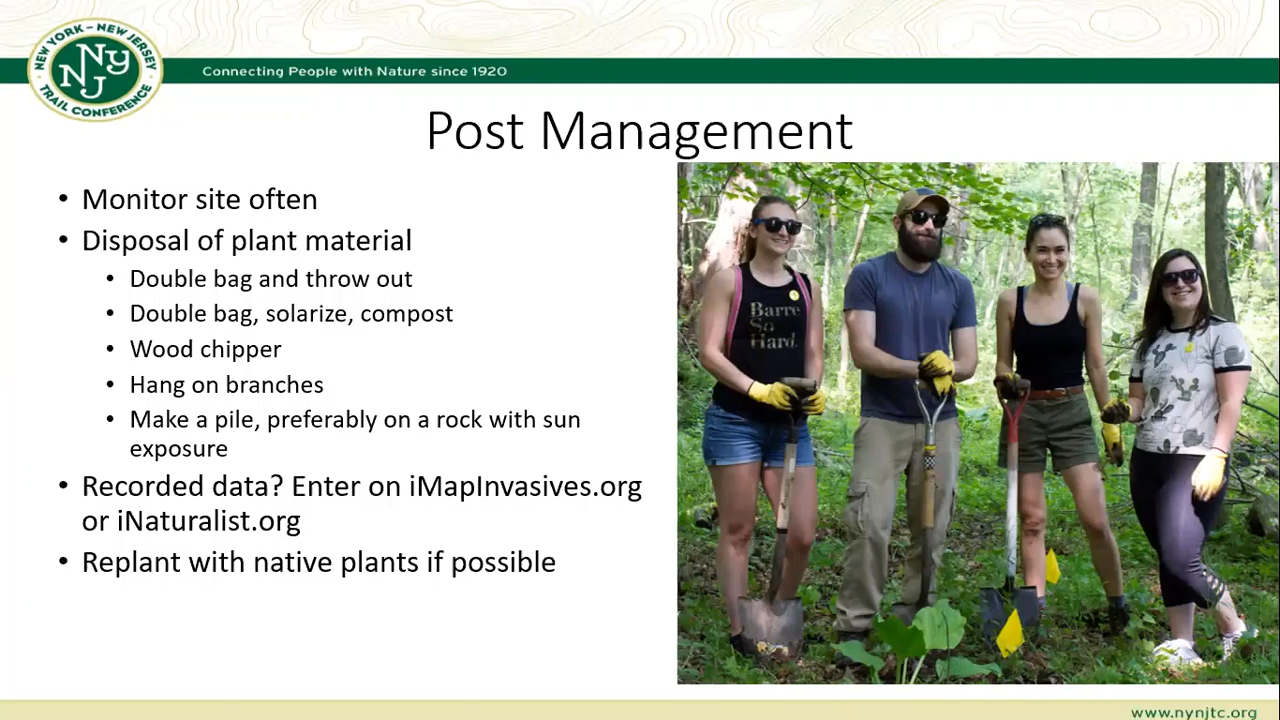 NEW YORK - NEW JERSEY
NY
NJ
TRAIL CONFERENCE
Connecting People with Nature since 1920
Post Management
• Monitor site often
• Disposal of plant material
• Double bag and throw out
• Double bag, solarize, compost
• Wood chipper
• Hang on branches
• Make a pile, preferably on a rock with sun
exposure
• Recorded data? Enter on iMapInvasives.org
or iNaturalist.org
• Replant with native plants if possible
Barre
So
Hard.
www.nynjtc.org